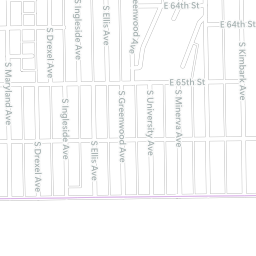 E 64th St
E 64th St
S Ingleside Ave
S Ellis Ave
S Greenwood Ave
S Drexel Ave
S Kimbark Ave
S Maryland Ave
E 65th St
S Ingleside Ave
S Greenwood Ave
S University Ave
S Minerva Ave
S Drexel Ave
S Ellis Ave